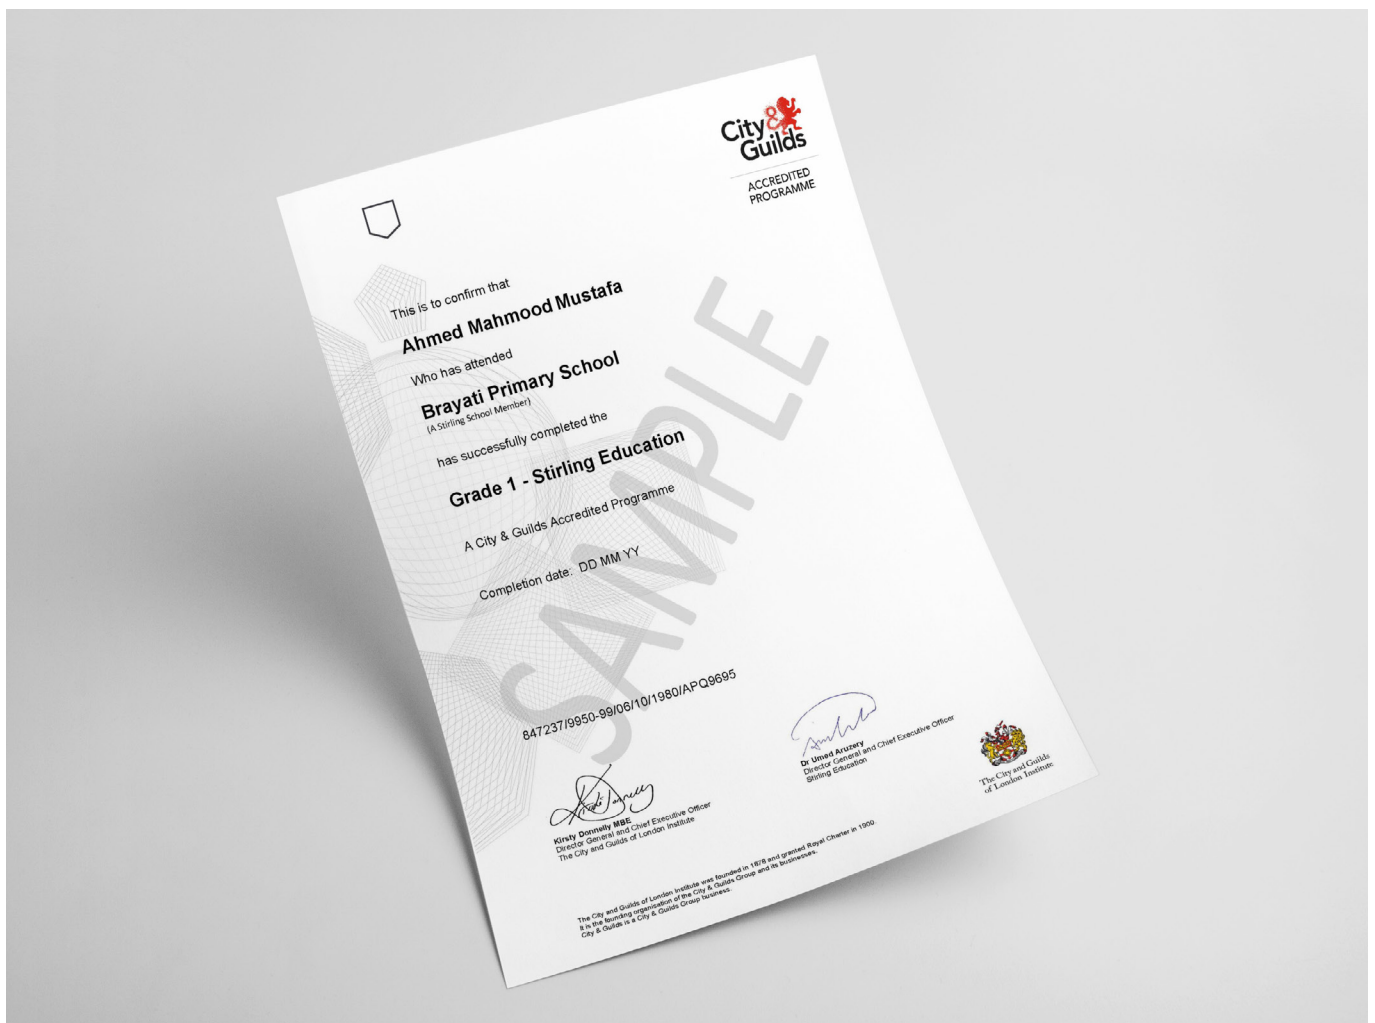 City & Guilds
ACCREDITED
PROGRAMME
This is to confirm that
Ahmed Mahmood Mustafa
Who has attended
Brayati Primary School
(A Stirling School Member)
has successfully completed the
Grade 1 - Stirling Education
A City & Guilds Accredited Programme
Completion date: DD MM YY
SAMPLE
847237/9950-99/06/10/1980/APQ9695
Kirsty Donnelly MBE
Director General and Chief Executive Officer
The City and Guilds of London Institute
Dr Umed Aruzery
Director General and Chief Executive Officer
Stirling Education
The City and Guilds
of London Institute
The City and Guilds of London Institute was founded in 1878 and granted Royal Charter in 1900.
It is the founding organisation of the City & Guilds Group and its businesses.
City & Guilds is a City & Guilds Group business.